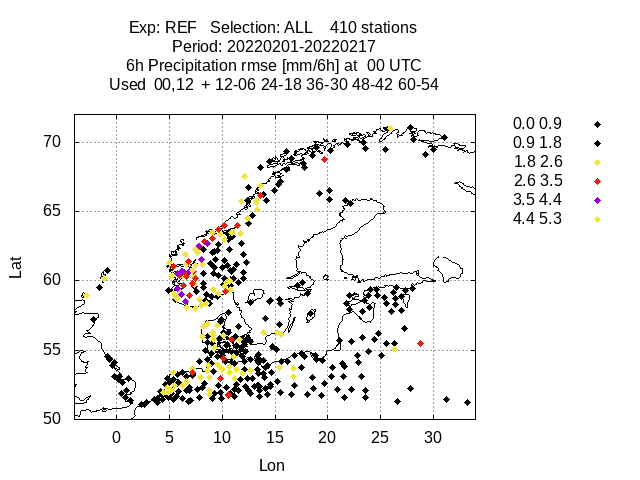 Exp: REF   Selection: ALL    410 stations
Period: 20220201-20220217
6h Precipitation rmse [mm/6h] at  00 UTC
Used  00,12  + 12-06 24-18 36-30 48-42 60-54
70
65
60
55
50
Lat
0 5 10 15 20 25 30
Lon
0.0 0.9
0.9 1.8
1.8 2.6
2.6 3.5
3.5 4.4
4.4 5.3